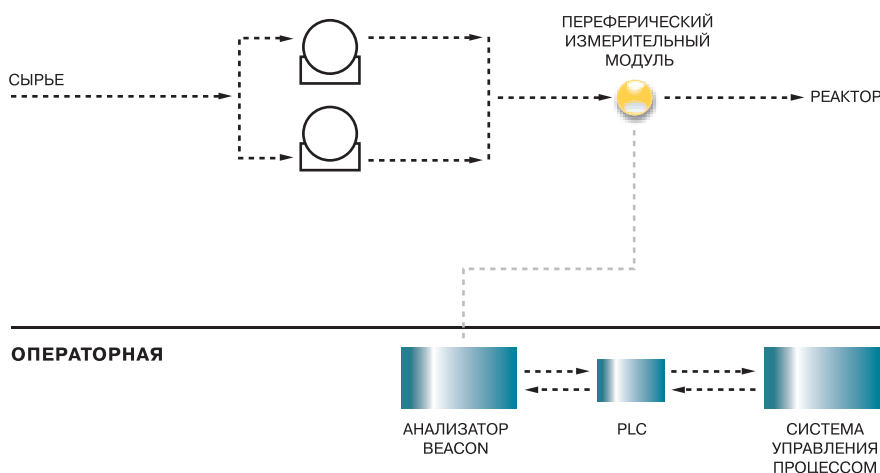 ПЕРЕФЕРИЧЕСКИЙ
ИЗМЕРИТЕЛЬНЫЙ
МОДУЛЬ
СЫРЬЕ
РЕАКТОР
ОПЕРАТОРНАЯ
АНАЛИЗАТОР
BEACON
PLC
СИСТЕМА
УПРАВЛЕНИЯ
ПРОЦЕССОМ